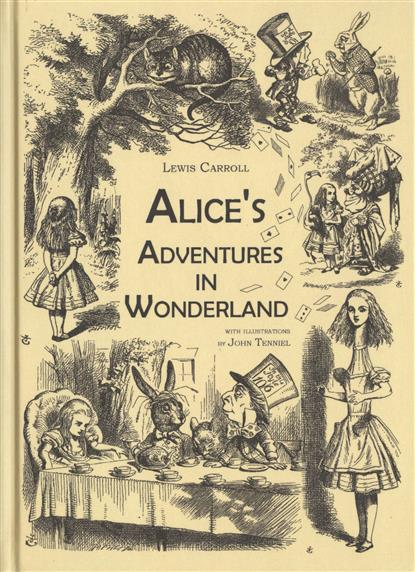 LEWIS CARROLL
ALICE'S
ADVENTURES
IN
WONDERLAND
WITH ILLUSTRATIONS
BY JOHN TENNIEL